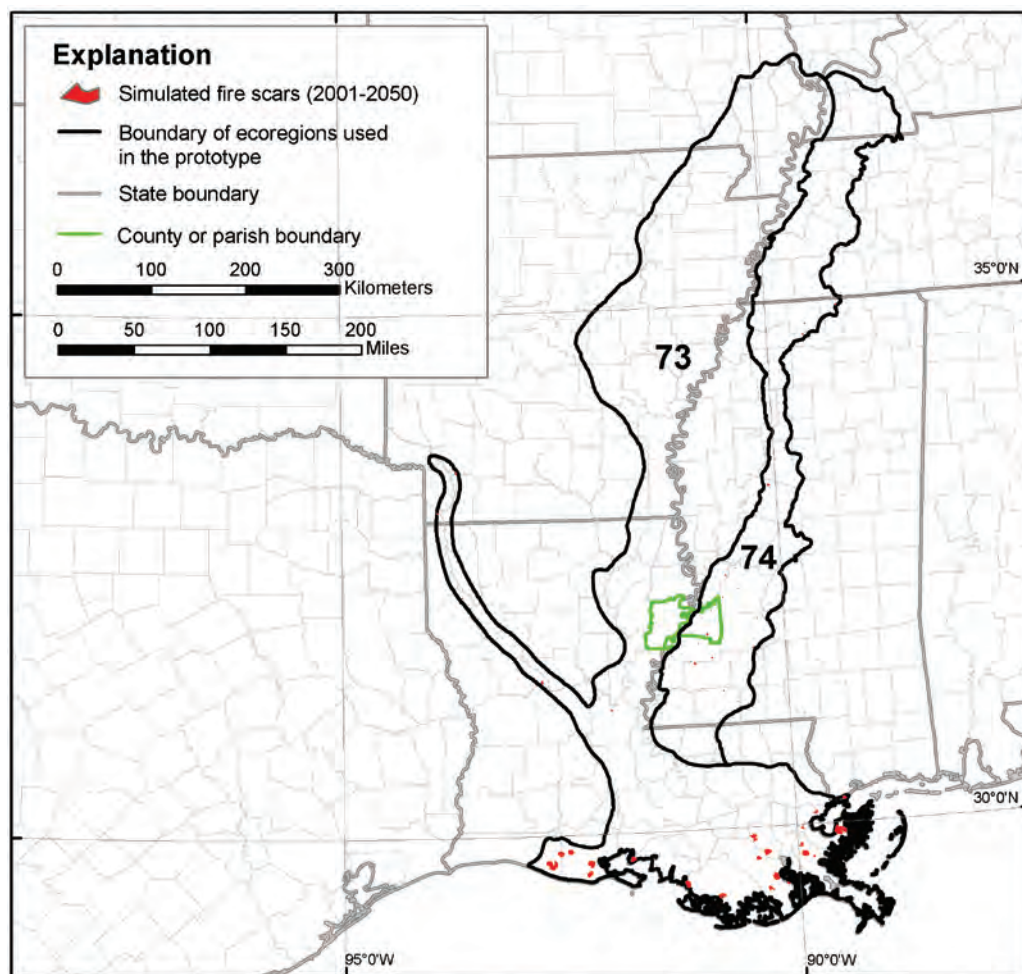 Explanation
Simulated fire scars (2001-2050)
Boundary of ecoregions used
in the prototype
State boundary
County or parish boundary
0 100 200 300
Kilometers
0 50 100 150 200
Miles
35°0'N
73
74
30°0'N
95°0'W
90°0'W